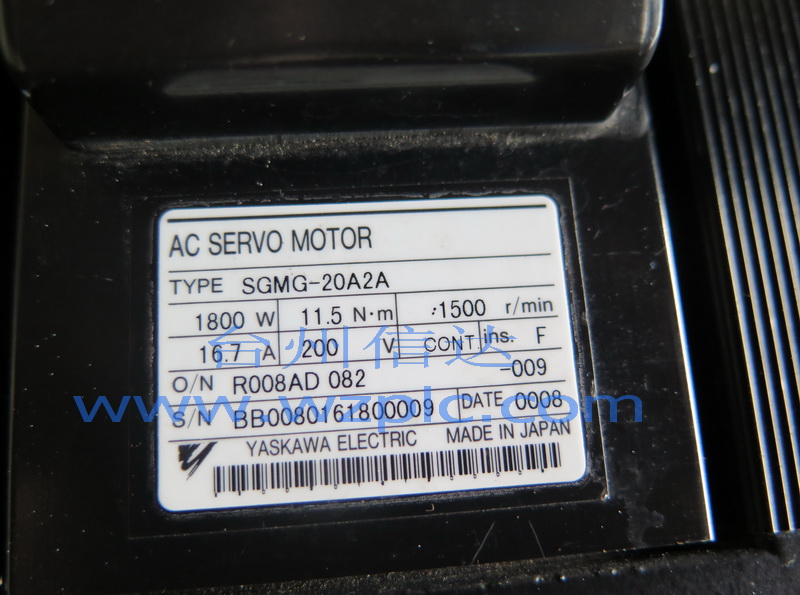 AC SERVO MOTOR
TYPE SGMG-20A2A
1800 W 11.5 N·m 1500 r/min
16.7 A 200 V CONT. ins. F
O/N R008AD 082 -009
S/N BB0080161800009 DATE 0008
YASKAWA ELECTRIC MADE IN JAPAN
台州信达
www.wzplc.com